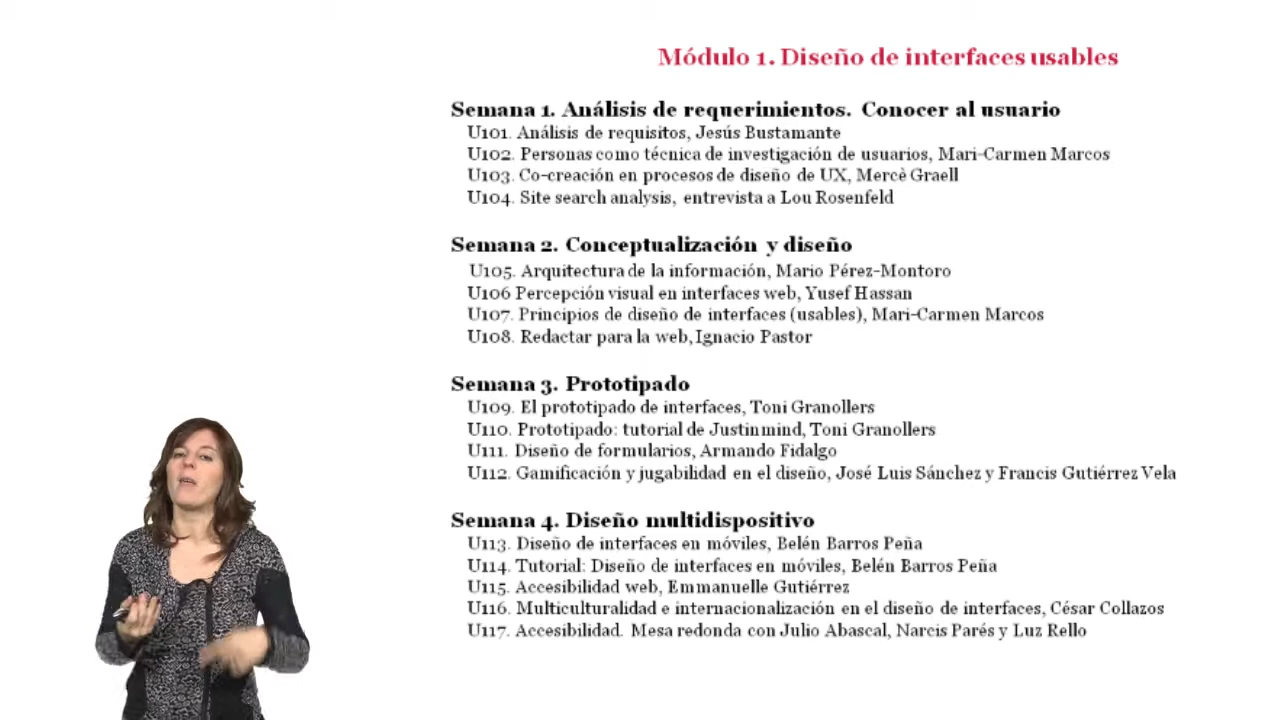 Módulo 1. Diseño de interfaces usables
Semana 1. Análisis de requerimientos. Conocer al usuario
U101. Análisis de requisitos, Jesús Bustamante
U102. Personas como técnica de investigación de usuarios, Mari-Carmen Marcos
U103. Co-creación en procesos de diseño de UX, Mercè Graell
U104. Site search analysis, entrevista a Lou Rosenfeld
Semana 2. Conceptualización y diseño
U105. Arquitectura de la información, Mario Pérez-Montoro
U106 Percepción visual en interfaces web, Yusef Hassan
U107. Principios de diseño de interfaces (usables), Mari-Carmen Marcos
U108. Redactar para la web, Ignacio Pastor
Semana 3. Prototipado
U109. El prototipado de interfaces, Toni Granollers
U110. Prototipado: tutorial de Justinmind, Toni Granollers
U111. Diseño de formularios, Armando Fidalgo
U112. Gamificación y jugabilidad en el diseño, José Luis Sánchez y Francis Gutiérrez Vela
Semana 4. Diseño multidispositivo
U113. Diseño de interfaces en móviles, Belén Barros Peña
U114. Tutorial: Diseño de interfaces en móviles, Belén Barros Peña
U115. Accesibilidad web, Emmanuelle Gutiérrez
U116. Multiculturalidad e internacionalización en el diseño de interfaces, César Collazos
U117. Accesibilidad. Mesa redonda con Julio Abascal, Narcis Parés y Luz Rello